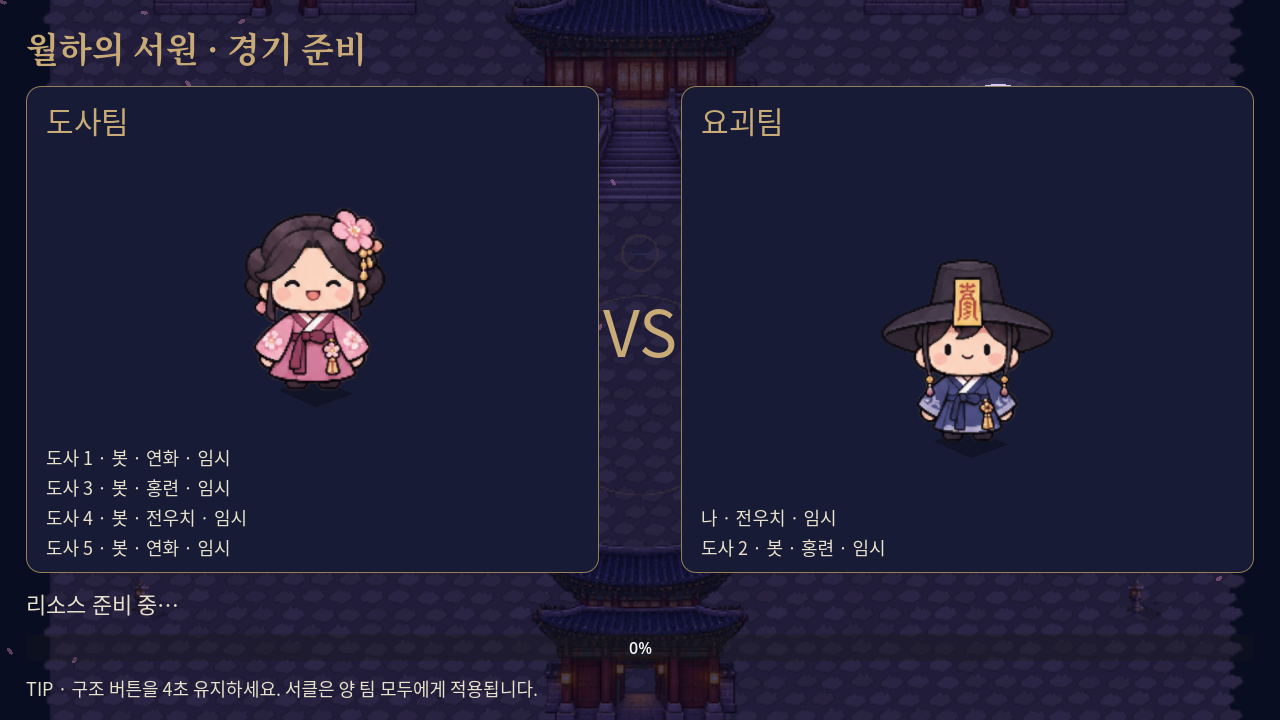 월하의 서원 · 경기 준비
도사팀
요괴팀
VS
도사 1 · 봇 · 연화 · 임시
도사 3 · 봇 · 홍련 · 임시
도사 4 · 봇 · 전우치 · 임시
도사 5 · 봇 · 연화 · 임시
나 · 전우치 · 임시
도사 2 · 봇 · 홍련 · 임시
리소스 준비 중…
0%
TIP · 구조 버튼을 4초 유지하세요. 서클은 양 팀 모두에게 적용됩니다.